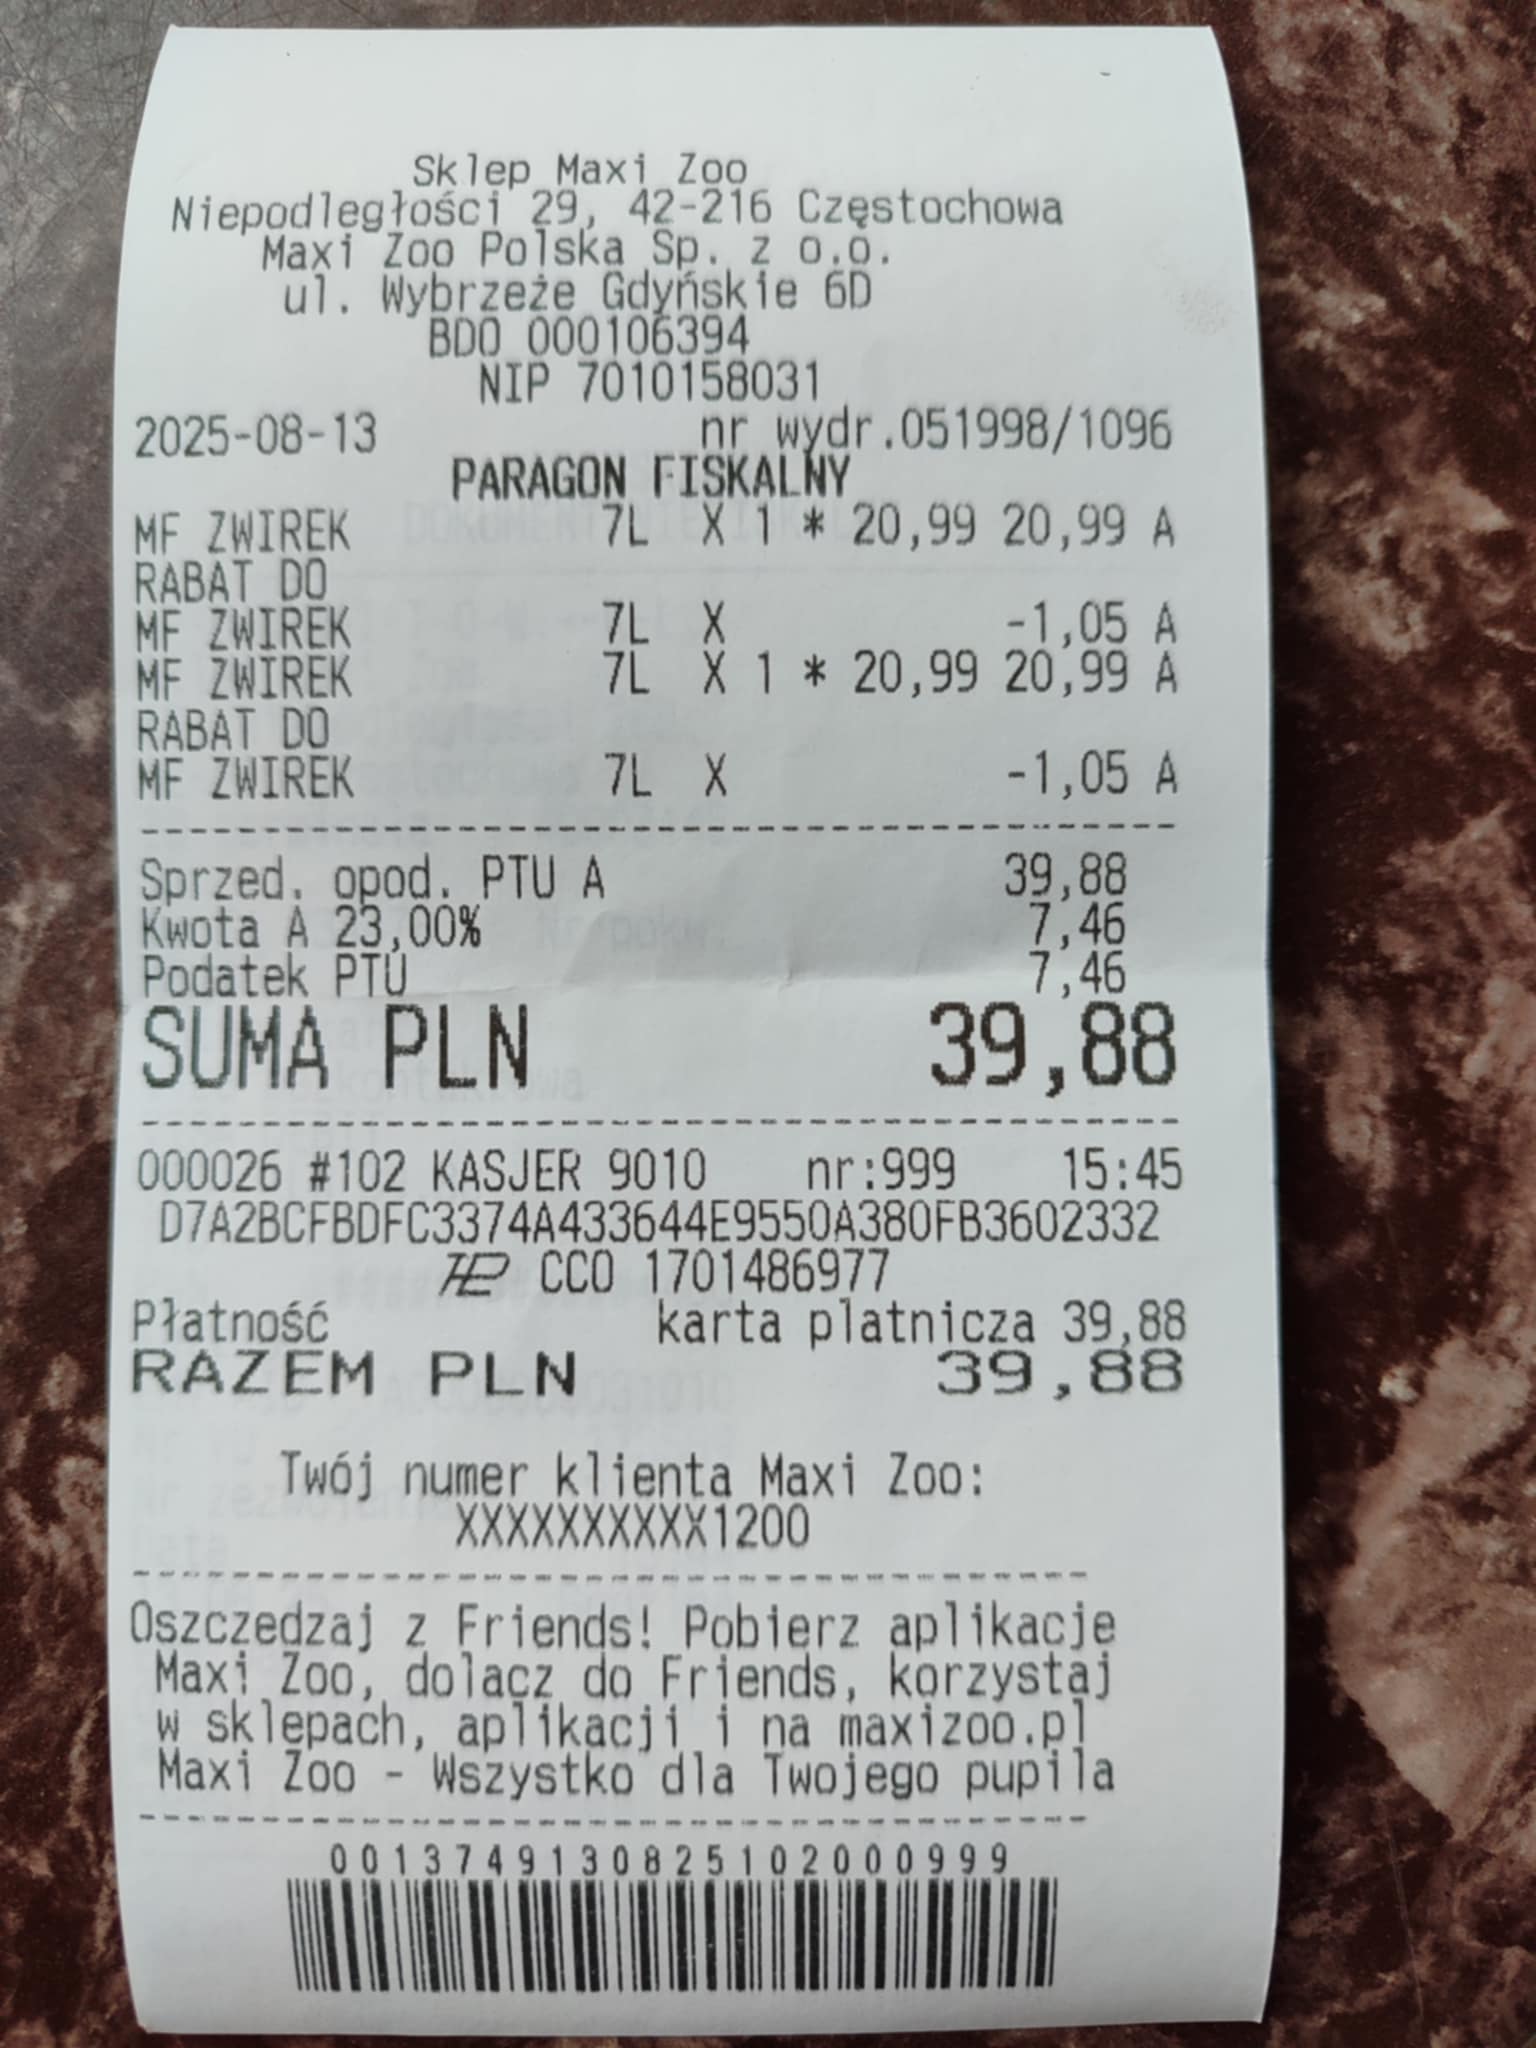 Sklep Maxi Zoo
Niepodległości 29, 42-216 Częstochowa
Maxi Zoo Polska Sp. z o.o.
ul. Wybrzeże Gdyńskie 6D
BDO 000106394
NIP 7010158031
2025-08-13 nr wydr.051998/1096
PARAGON FISKALNY
MF ZWIREK 7L X 1 * 20,99 20,99 A
RABAT DO
MF ZWIREK 7L X -1,05 A
MF ZWIREK 7L X 1 * 20,99 20,99 A
RABAT DO
MF ZWIREK 7L X -1,05 A
Sprzed. opod. PTU A 39,88
Kwota A 23,00% 7,46
Podatek PTU 7,46
SUMA PLN 39,88
000026 #102 KASJER 9010 nr:999 15:45
D7A2BCFBDFC3374A433644E9550A380FB3602332
CCO 1701486977
Płatność karta płatnicza 39,88
RAZEM PLN 39,88
Twój numer klienta Maxi Zoo:
XXXXXXXXXX1200
Oszczedzaj z Friends! Pobierz aplikacje
Maxi Zoo, dolacz do Friends, korzystaj
w sklepach, aplikacji i na maxizoo.pl
Maxi Zoo - Wszystko dla Twojego pupila
0013749130825102000999